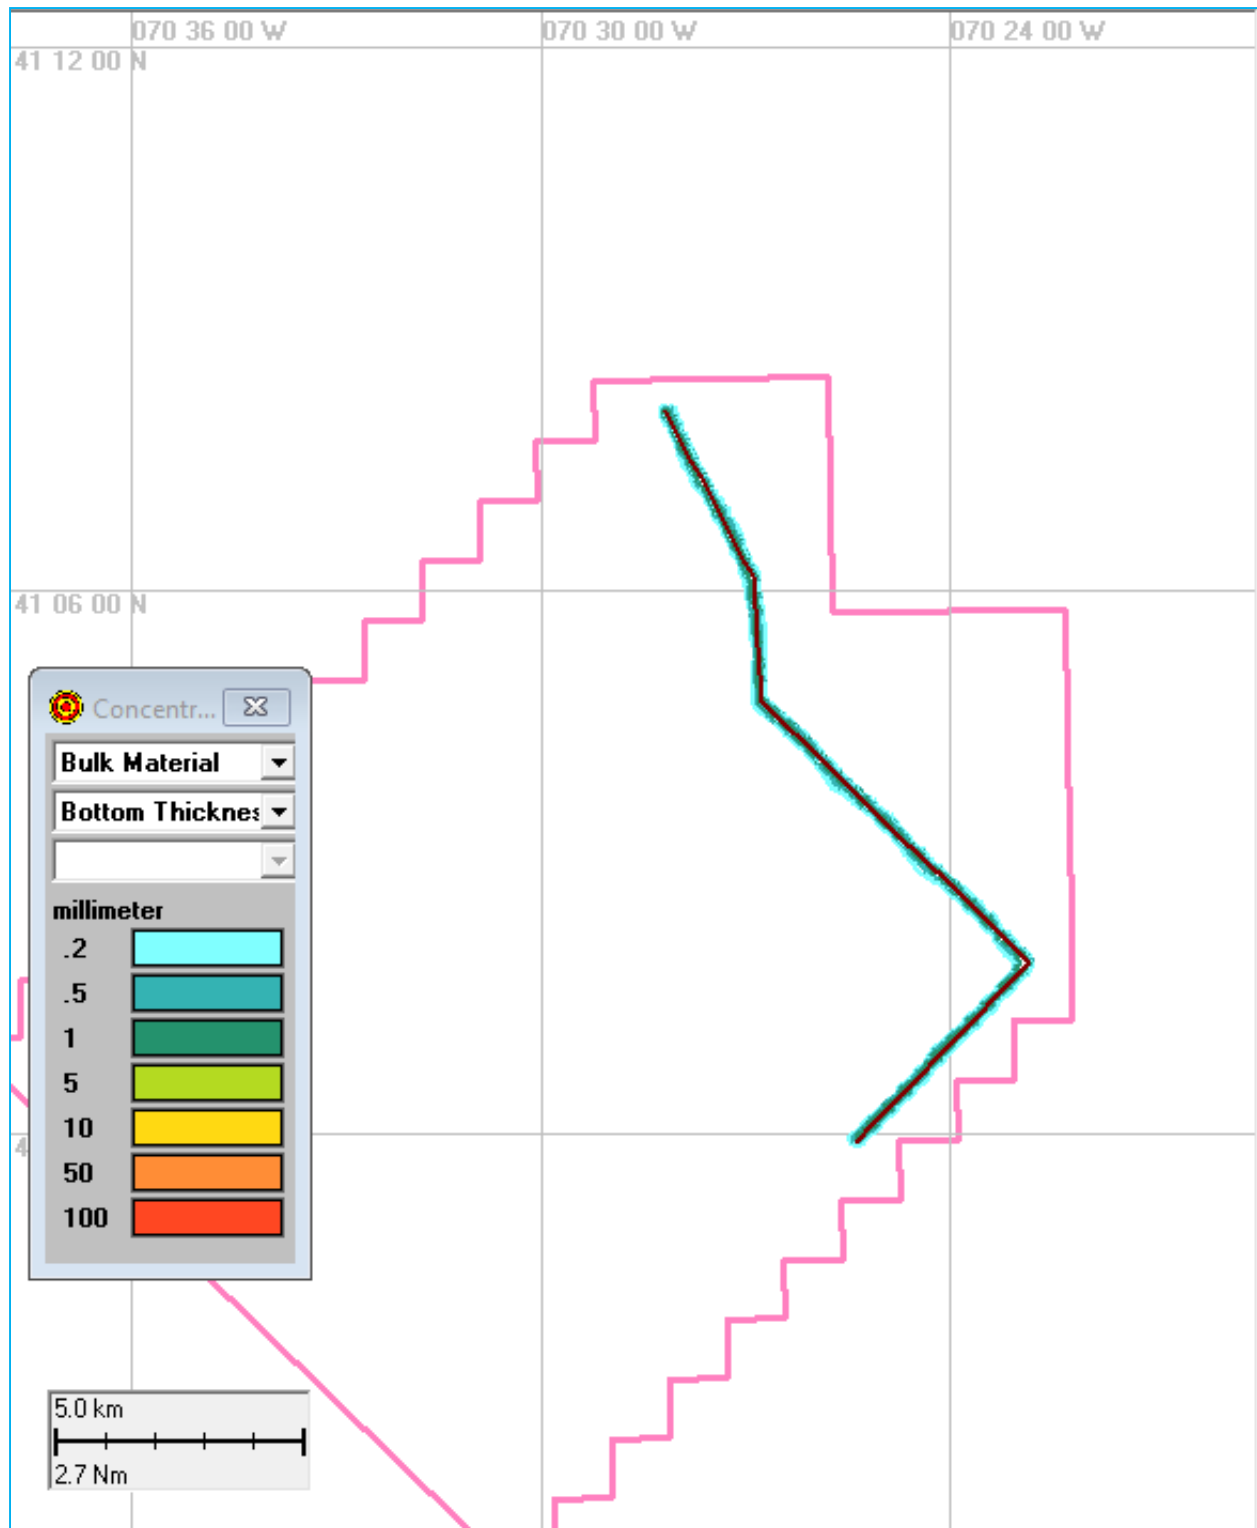 070 36 00 W
070 30 00 W
070 24 00 W
41 12 00 N
41 06 00 N
Concentr...
Bulk Material
Bottom Thicknes
millimeter
.2
.5
1
5
10
50
100
5.0 km
2.7 Nm